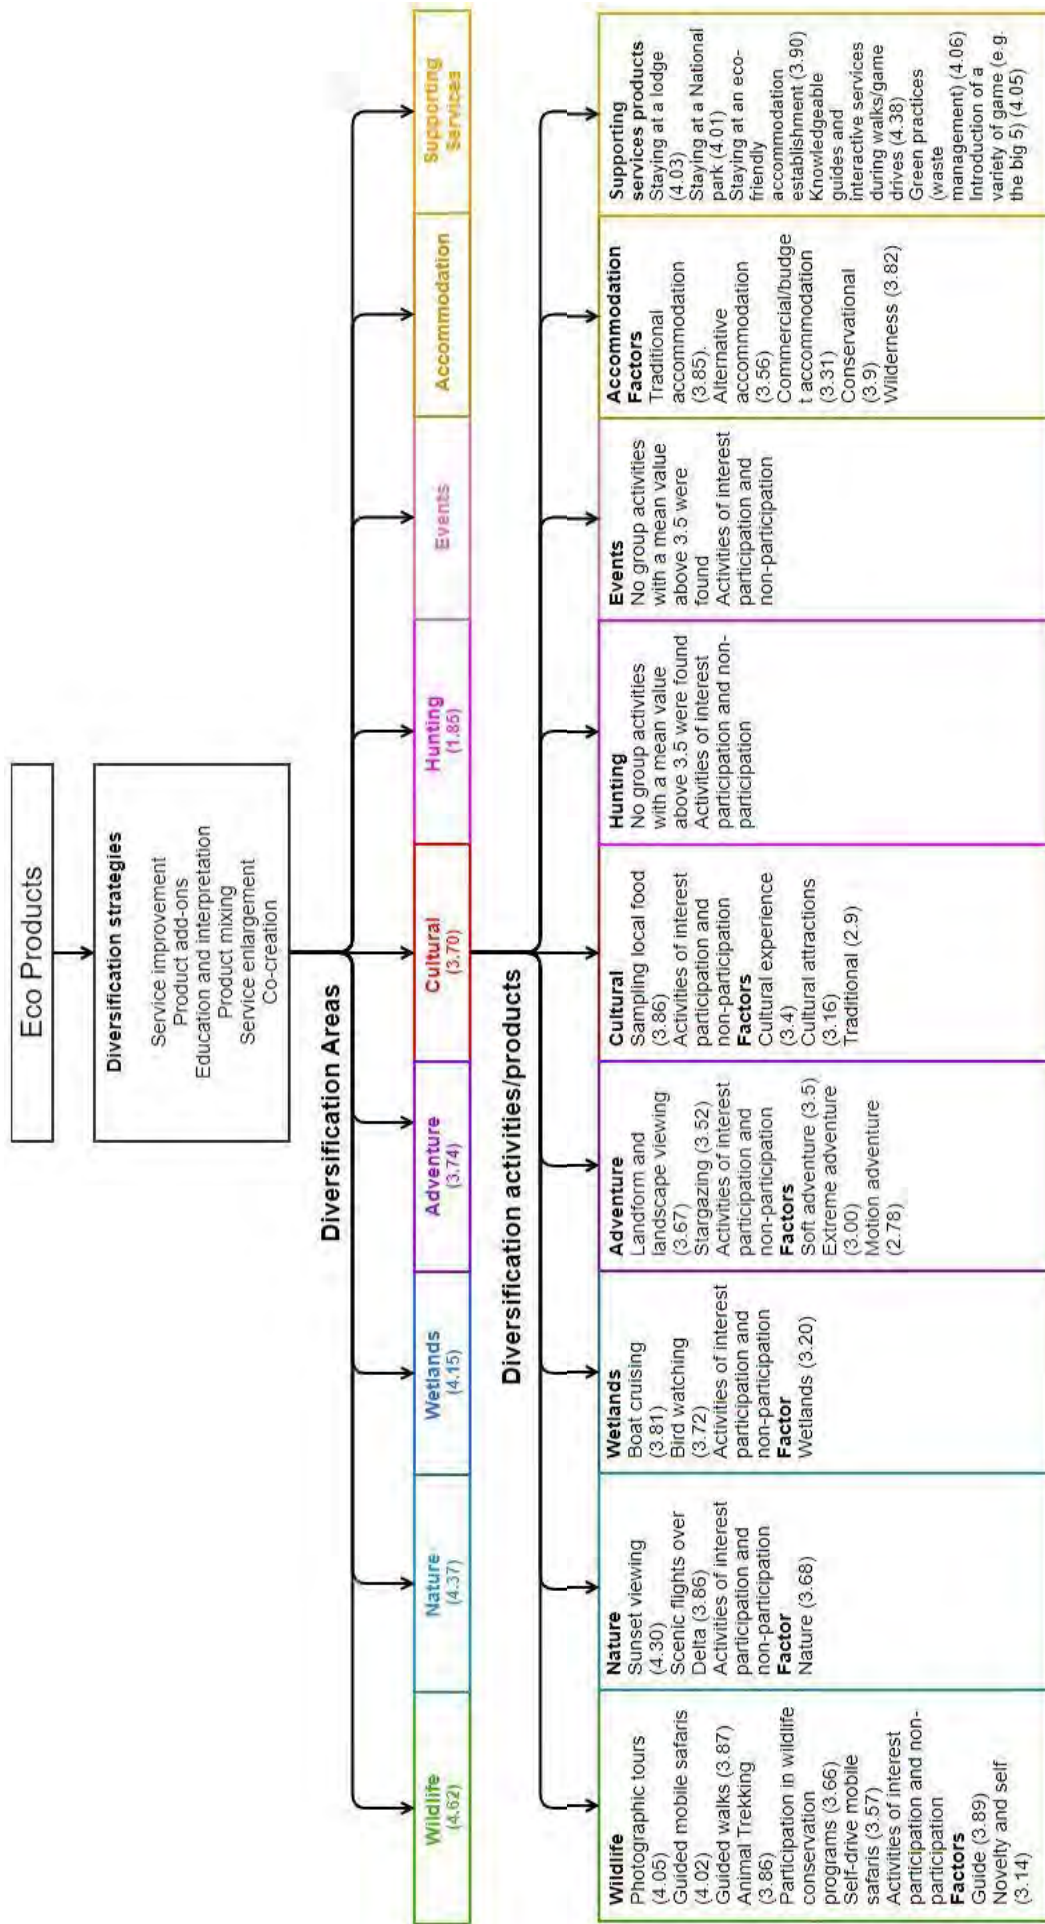 Eco Products
Diversification strategies
Service improvement
Product add-ons
Education and interpretation
Product mixing
Service enlargement
Co-creation
Diversification Areas
Wildlife
(4.62)
Nature
(4.37)
Wetlands
(4.15)
Adventure
(3.74)
Cultural
(3.70)
Hunting
(1.85)
Events
Accommodation
Supporting
Services
Diversification activities/products
Wildlife
Photographic tours
(4.05)
Guided mobile safaris
(4.02)
Guided walks (3.87)
Animal Trekking
(3.86)
Participation in wildlife
conservation
programs (3.66)
Self-drive mobile
safaris (3.57)
Activities of interest
participation and non-
participation
Factors
Guide (3.89)
Novelty and self
(3.14)
Nature
Sunset viewing
(4.30)
Scenic flights over
Delta (3.86)
Activities of interest
participation and
non-participation
Factor
Nature (3.68)
Wetlands
Boat cruising
(3.81)
Bird watching
(3.72)
Activities of interest
participation and
non-participation
Factor
Wetlands (3.20)
Adventure
Landform and
landscape viewing
(3.67)
Stargazing (3.52)
Activities of interest
participation and
non-participation
Factors
Soft adventure (3.5)
Extreme adventure
(3.00)
Motion adventure
(2.78)
Cultural
Sampling local food
(3.86)
Activities of interest
participation and
non-participation
Factors
Cultural experience
(3.4)
Cultural attractions
(3.16)
Traditional (2.9)
Hunting
No group activities
with a mean value
above 3.5 were found
Activities of interest
participation and non-
participation
Events
No group activities
with a mean value
above 3.5 were
found
Activities of interest
participation and
non-participation
Accommodation
Factors
Traditional
accommodation
(3.85).
Alternative
accommodation
(3.56)
Commercial/budge
t accommodation
(3.31)
Conservational
(3.9)
Wilderness (3.82)
Supporting
services products
Staying at a lodge
(4.03)
Staying at a National
park (4.01)
Staying at an eco-
friendly
accommodation
establishment (3.90)
Knowledgeable
guides and
interactive services
during walks/game
drives (4.38)
Green practices
(waste
management) (4.06)
Introduction of a
variety of game (e.g.
the big 5) (4.05)